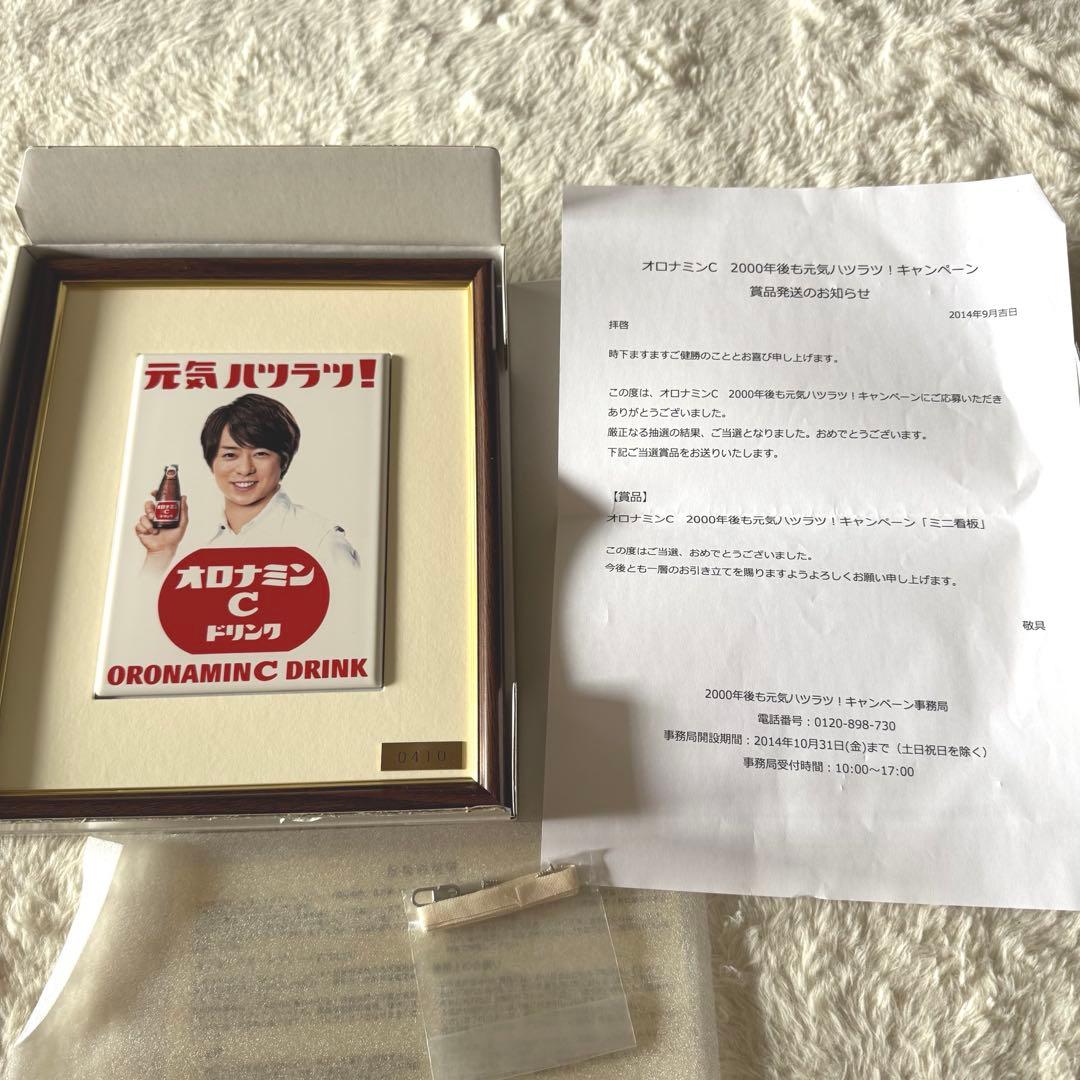 元気ハツラツ!
オロナミン
C
ドリンク
オロナミン
C
ドリンク
ORONAMIN C DRINK
0410
オロナミンC 2000年後も元気ハツラツ!キャンペーン
賞品発送のお知らせ
2014年9月吉日
拝啓
時下ますますご健勝のこととお喜び申し上げます。
この度は、オロナミンC 2000年後も元気ハツラツ!キャンペーンにご応募いただき
ありがとうございました。
厳正なる抽選の結果、ご当選となりました。おめでとうございます。
下記ご当選賞品をお送りいたします。
【賞品】
オロナミンC 2000年後も元気ハツラツ!キャンペーン「ミニ看板」
この度はご当選、おめでとうございました。
今後とも一層のお引き立てを賜りますようよろしくお願い申し上げます。
敬具
2000年後も元気ハツラツ!キャンペーン事務局
電話番号:0120-898-730
事務局開設期間:2014年10月31日(金)まで(土日祝日を除く)
事務局受付時間:10:00~17:00